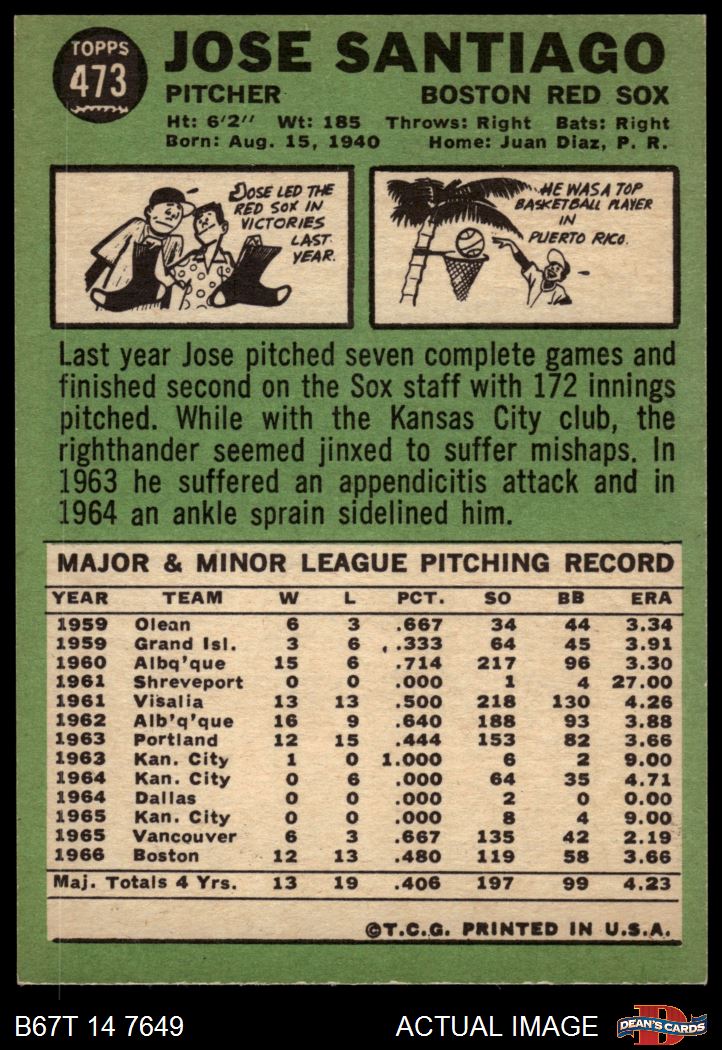 TOPPS
473
JOSE SANTIAGO
PITCHER BOSTON RED SOX
Ht: 6'2" Wt: 185 Throws: Right Bats: Right
Born: Aug. 15, 1940 Home: Juan Diaz, P. R.
JOSE LED THE
RED SOX IN
VICTORIES
LAST
YEAR.
HE WAS A TOP
BASKETBALL PLAYER
IN
PUERTO RICO.
Last year Jose pitched seven complete games and
finished second on the Sox staff with 172 innings
pitched. While with the Kansas City club, the
righthander seemed jinxed to suffer mishaps. In
1963 he suffered an appendicitis attack and in
1964 an ankle sprain sidelined him.
MAJOR & MINOR LEAGUE PITCHING RECORD
YEAR TEAM W L PCT. SO BB ERA
1959 Olean 6 3 .667 34 44 3.34
1959 Grand Isl. 3 6 .333 64 45 3.91
1960 Albq'que 15 6 .714 217 96 3.30
1961 Shreveport 0 0 .000 1 4 27.00
1961 Visalia 13 13 .500 218 130 4.26
1962 Alb'q'que 16 9 .640 188 93 3.88
1963 Portland 12 15 .444 153 82 3.66
1963 Kan. City 1 0 1.000 6 2 9.00
1964 Kan. City 0 6 .000 64 35 4.71
1964 Dallas 0 0 .000 2 0 0.00
1965 Kan. City 0 0 .000 8 4 9.00
1965 Vancouver 6 3 .667 135 42 2.19
1966 Boston 12 13 .480 119 58 3.66
Maj. Totals 4 Yrs. 13 19 .406 197 99 4.23
©T.C.G. PRINTED IN U.S.A.
B67T 14 7649 ACTUAL IMAGE
DEAN'S CARDS